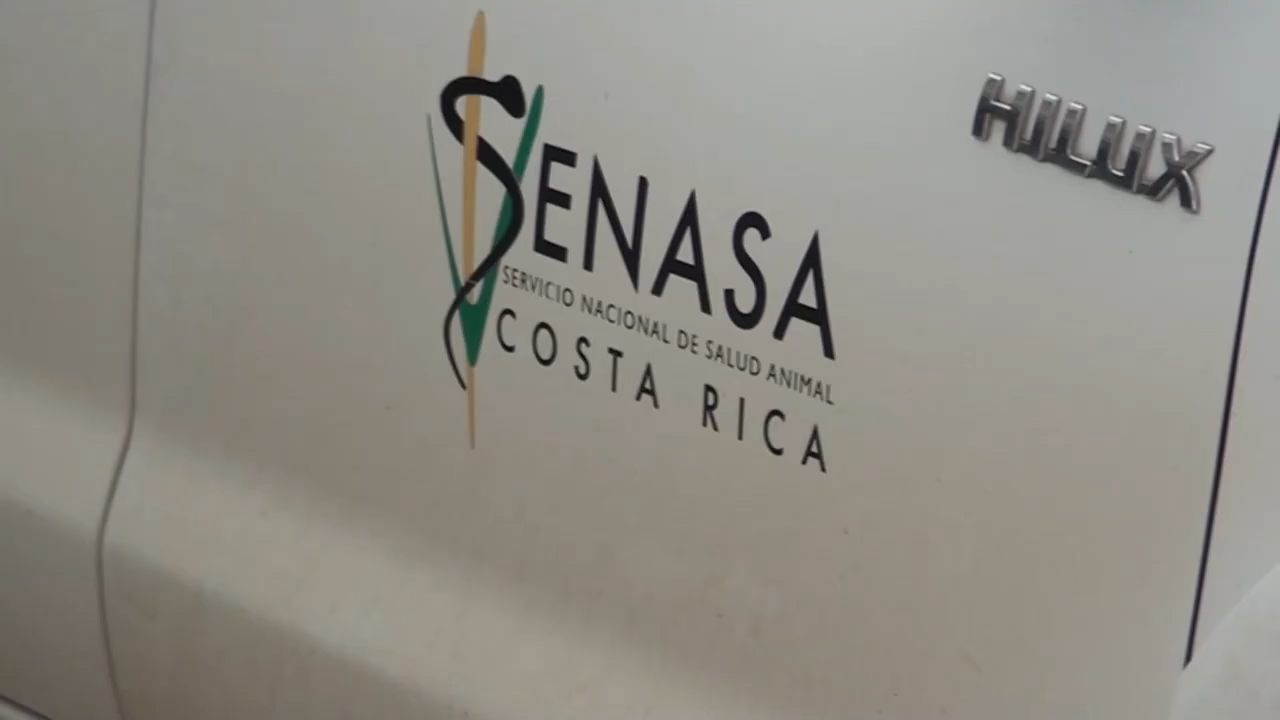 HILUX
SENASA
SERVICIO NACIONAL DE SALUD ANIMAL
COSTA RICA